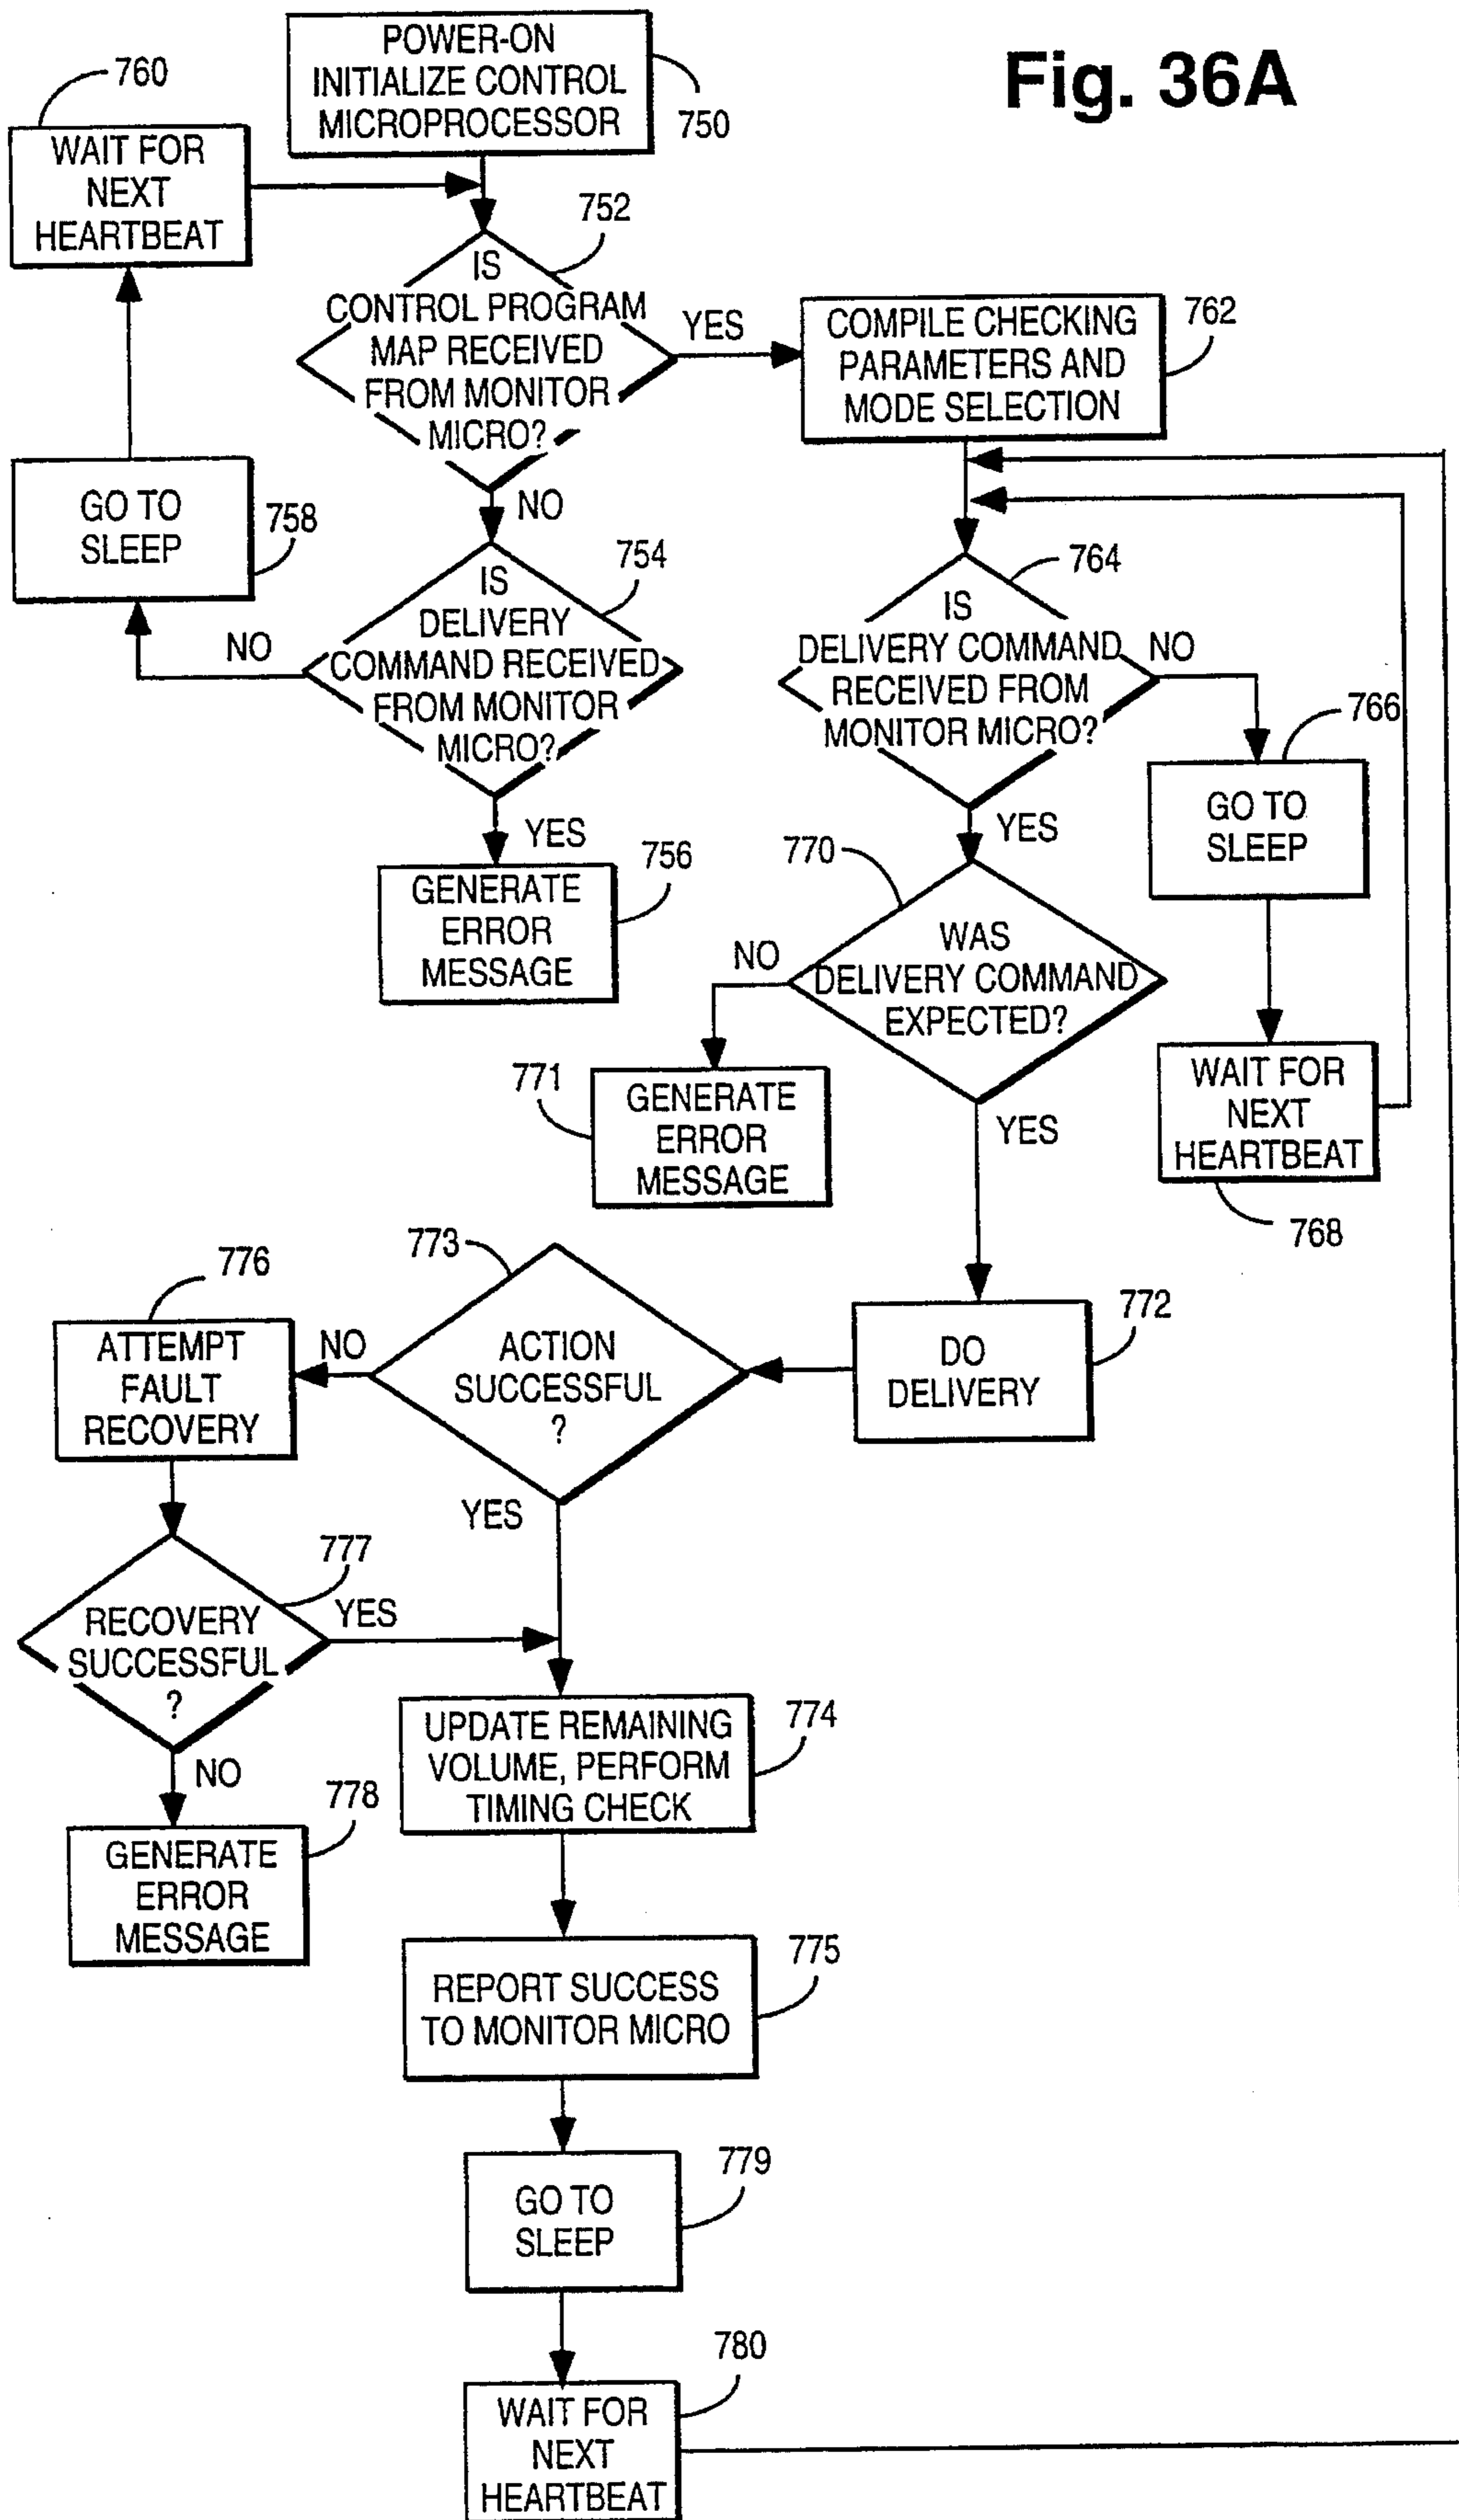 Fig. 36A
POWER-ON
INITIALIZE CONTROL
MICROPROCESSOR
750
760
WAIT FOR
NEXT
HEARTBEAT
752
IS
CONTROL PROGRAM
MAP RECEIVED
FROM MONITOR
MICRO?
YES
COMPILE CHECKING
PARAMETERS AND
MODE SELECTION
762
NO
GO TO
SLEEP
758
754
IS
DELIVERY
COMMAND RECEIVED
FROM MONITOR
MICRO?
NO
YES
GENERATE
ERROR
MESSAGE
756
764
IS
DELIVERY COMMAND
RECEIVED FROM
MONITOR MICRO?
NO
766
GO TO
SLEEP
YES
770
WAS
DELIVERY COMMAND
EXPECTED?
NO
771
GENERATE
ERROR
MESSAGE
YES
WAIT FOR
NEXT
HEARTBEAT
768
772
DO
DELIVERY
773
ACTION
SUCCESSFUL
?
NO
776
ATTEMPT
FAULT
RECOVERY
YES
777
RECOVERY
SUCCESSFUL
?
YES
NO
778
GENERATE
ERROR
MESSAGE
UPDATE REMAINING
VOLUME, PERFORM
TIMING CHECK
774
REPORT SUCCESS
TO MONITOR MICRO
775
GO TO
SLEEP
779
WAIT FOR
NEXT
HEARTBEAT
780